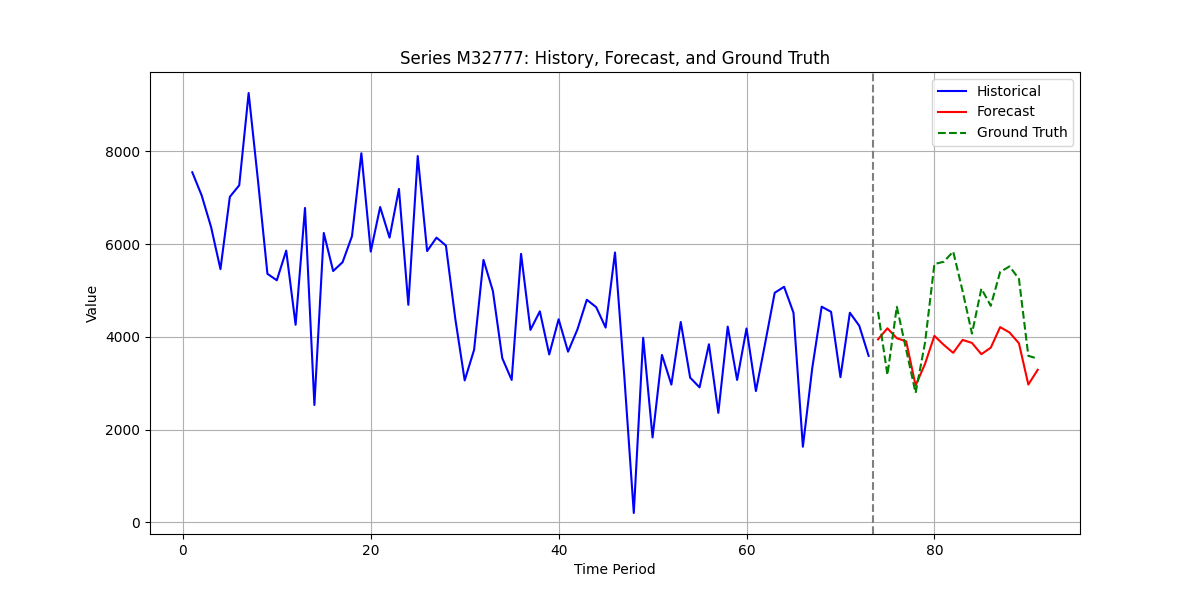 Series M32777: History, Forecast, and Ground Truth
Historical
Forecast
Ground Truth
Value
8000
6000
4000
2000
0
0 20 40 60 80
Time Period